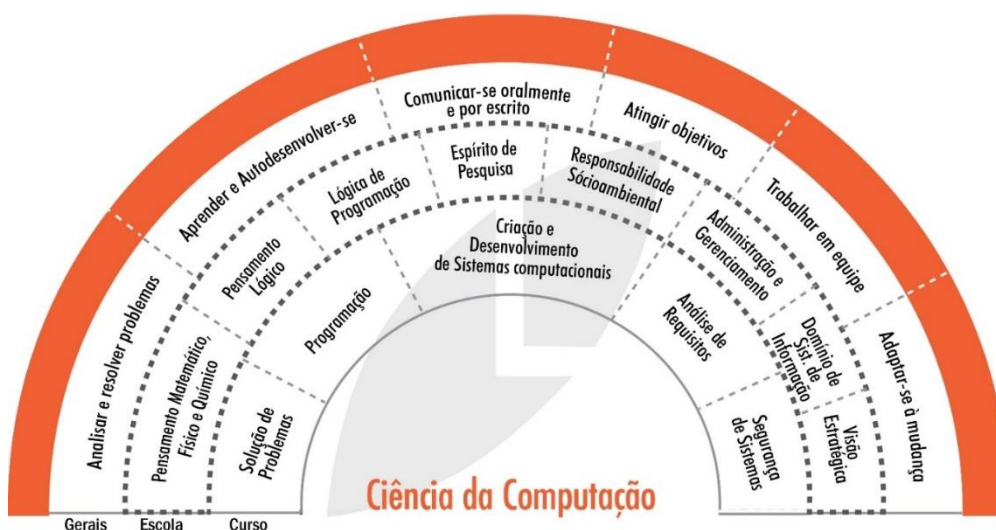 Analisar e resolver problemas
Aprender e Autodesenvolver-se
Comunicar-se oralmente
e por escrito
Atingir objetivos
Trabalhar em equipe
Adaptar-se à mudança
Pensamento Matemático,
Físico e Químico
Pensamento
Lógico
Lógica de
Programação
Espírito de
Pesquisa
Responsabilidade
Sócioambiental
Administração e
Gerenciamento
Domínio de
Sist. de
Informação
Visão
Estratégica
Solução de
Problemas
Programação
Criação e
Desenvolvimento
de Sistemas computacionais
Análise de
Requisitos
Segurança
de Sistemas
Ciência da Computação
Gerais
Escola
Curso